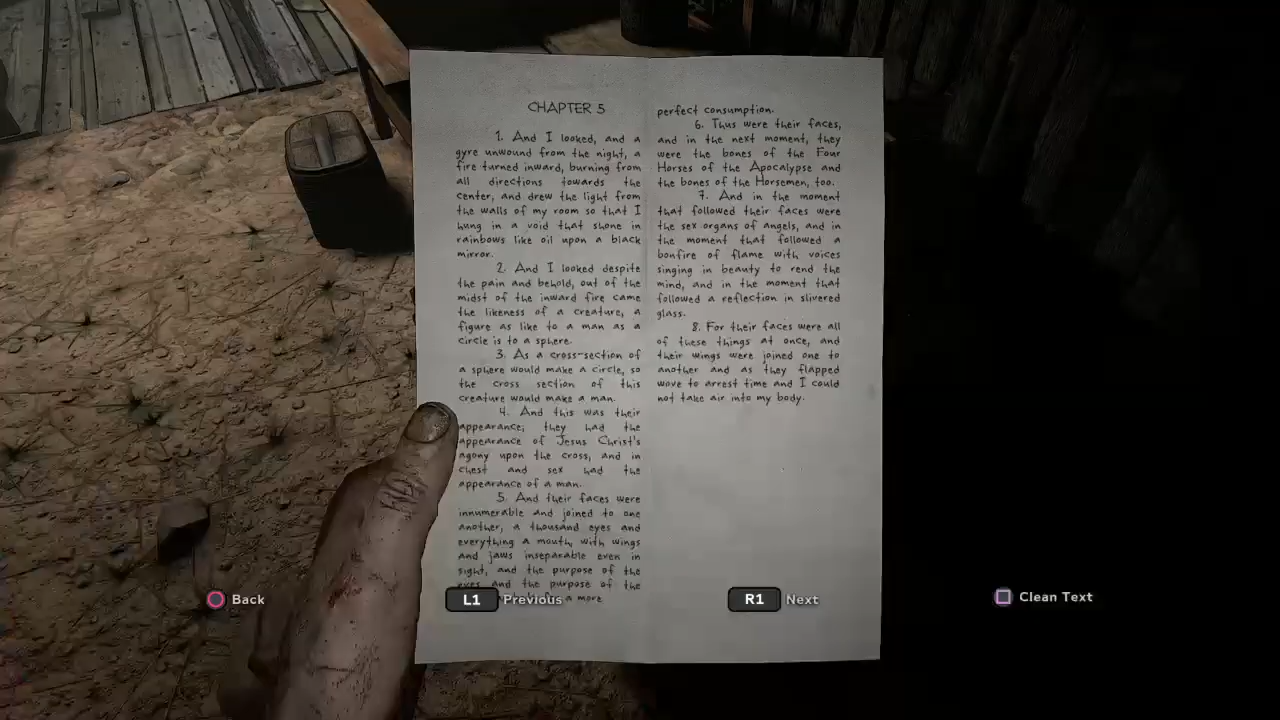 CHAPTER 5
1. And I looked, and a
gyre unwound from the night, a
fire turned inward, burning from
all directions towards the
center, and drew the light from
the walls of my room so that I
hung in a void that shone in
rainbows like oil upon a black
mirror.
2. And I looked despite
the pain and behold, out of the
midst of the inward fire came
the likeness of a creature, a
figure as like to a man as a
circle is to a sphere.
3. As a cross-section of
a sphere would make a circle, so
the cross section of this
creature would make a man.
4. And this was their
appearance; they had the
appearance of Jesus Christ's
agony upon the cross, and in
chest and sex had the
appearance of a man.
5. And their faces were
innumerable and joined to one
another, a thousand eyes and
everything a mouth, with wings
and jaws inseparable even in
sight, and the purpose of the
eyes and the purpose of the
a more
perfect consumption.
6. Thus were their faces,
and in the next moment, they
were the bones of the Four
Horses of the Apocalypse and
the bones of the Horsemen, too.
7. And in the moment
that followed their faces were
the sex organs of angels, and in
the moment that followed a
bonfire of flame with voices
singing in beauty to rend the
mind, and in the moment that
followed a reflection in slivered
glass.
8. For their faces were all
of these things at once, and
their wings were joined one to
another and as they flapped
wove to arrest time and I could
not take air into my body.
Back
L1 Previous
R1 Next
Clean Text